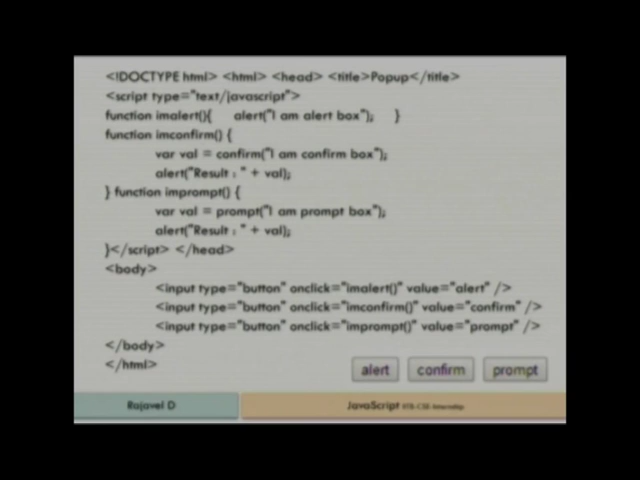 <!DOCTYPE html> <html> <head> <title>Popup</title>
<script type="text/javascript">
function imalert(){ alert("I am alert box"); }
function imconfirm() {
var val = confirm("I am confirm box");
alert("Result : " + val);
} function imprompt() {
var val = prompt("I am prompt box");
alert("Result : " + val);
}</script> </head>
<body>
<input type="button" onclick="imalert()" value="alert" />
<input type="button" onclick="imconfirm()" value="confirm" />
<input type="button" onclick="imprompt()" value="prompt" />
</body>
</html>
alert confirm prompt
Rajavel D JavaScript IITB-CSE-Internship